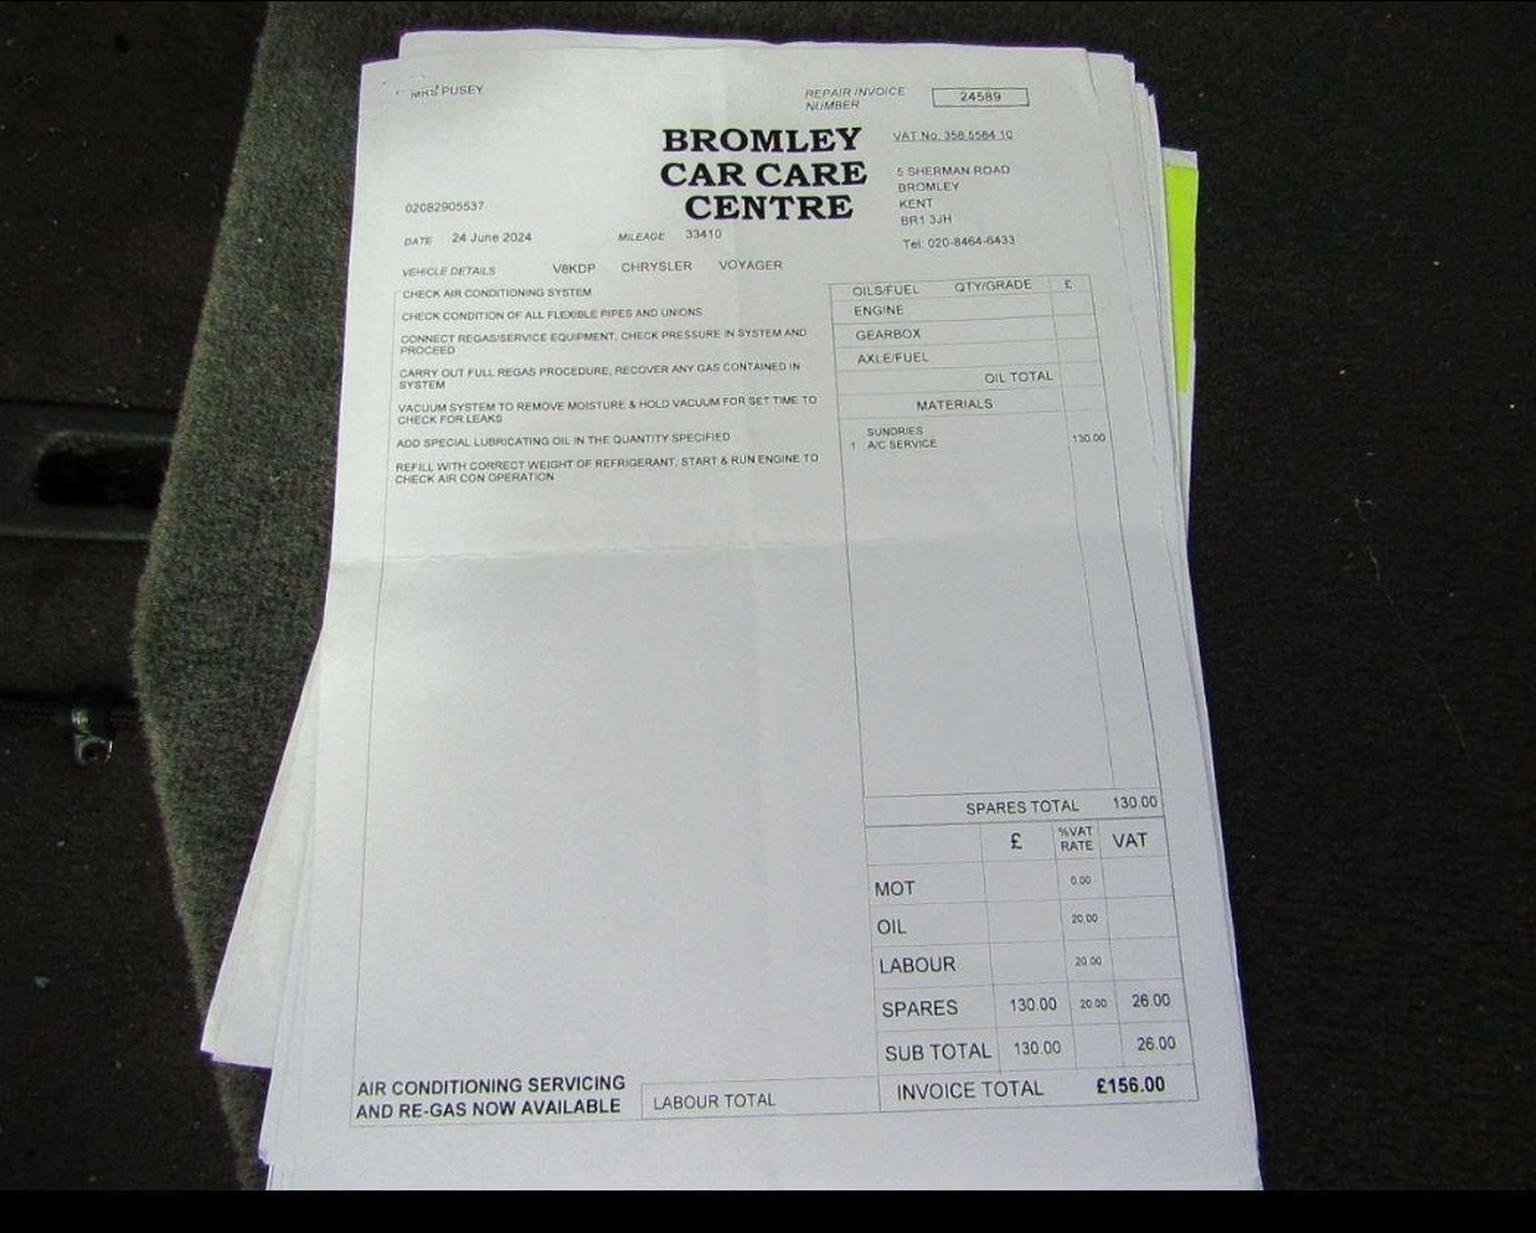 MRS PUSEY
REPAIR INVOICE
NUMBER
24589
BROMLEY
CAR CARE
CENTRE
VAT No. 358 5564 10
5 SHERMAN ROAD
BROMLEY
KENT
BR1 3JH
Tel: 020-8464-6433
02082905537
DATE 24 June 2024 MILEAGE 33410
VEHICLE DETAILS V8KDP CHRYSLER VOYAGER
CHECK AIR CONDITIONING SYSTEM
CHECK CONDITION OF ALL FLEXIBLE PIPES AND UNIONS
CONNECT REGAS/SERVICE EQUIPMENT, CHECK PRESSURE IN SYSTEM AND
PROCEED
CARRY OUT FULL REGAS PROCEDURE, RECOVER ANY GAS CONTAINED IN
SYSTEM
VACUUM SYSTEM TO REMOVE MOISTURE & HOLD VACUUM FOR SET TIME TO
CHECK FOR LEAKS
ADD SPECIAL LUBRICATING OIL IN THE QUANTITY SPECIFIED
REFILL WITH CORRECT WEIGHT OF REFRIGERANT, START & RUN ENGINE TO
CHECK AIR CON OPERATION
OILS/FUEL QTY/GRADE £
ENGINE
GEARBOX
AXLE/FUEL
OIL TOTAL
MATERIALS
SUNDRIES
1 A/C SERVICE 130.00
SPARES TOTAL 130.00
£ %VAT RATE VAT
MOT 0.00
OIL 20.00
LABOUR 20.00
SPARES 130.00 20.00 26.00
SUB TOTAL 130.00 26.00
INVOICE TOTAL £156.00
AIR CONDITIONING SERVICING
AND RE-GAS NOW AVAILABLE
LABOUR TOTAL